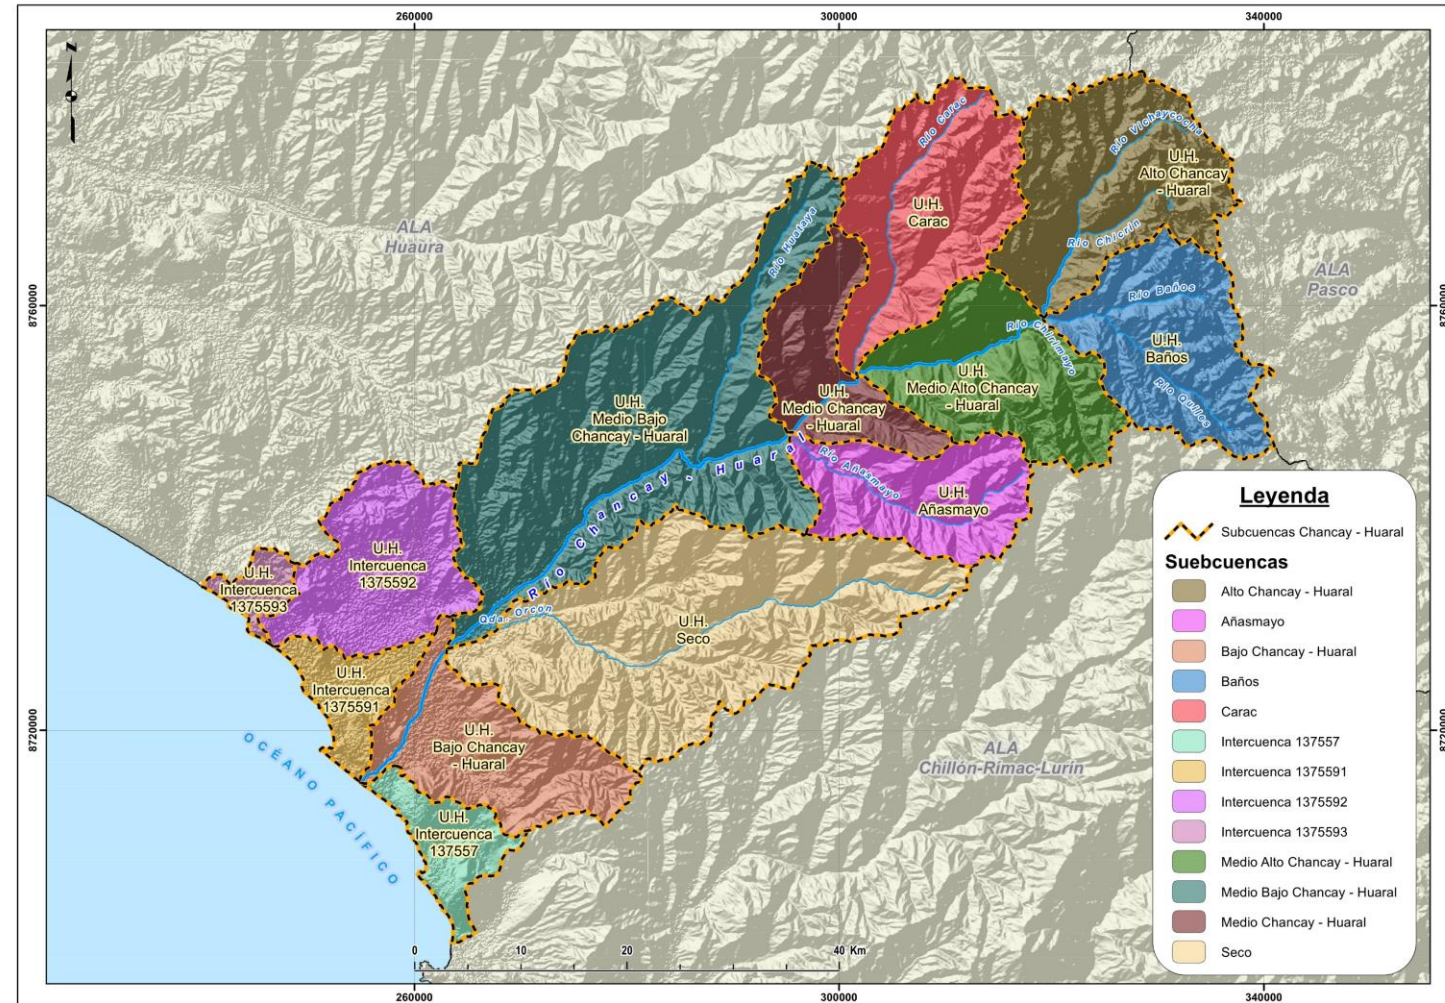 260000
300000
340000
N
Río Carac
Río Vichaycocha
U.H.
Alto Chancay
- Huaral
U.H.
Carac
Río Huataya
ALA
Huaura
Río Chicrin
ALA
Pasco
8760000
8760000
Río Baños
Río Chirimayo
U.H.
Baños
U.H.
Medio Alto Chancay
- Huaral
Río Quiles
U.H.
Medio Chancay
- Huaral
U.H.
Medio Bajo
Chancay - Huaral
Río Chancay - Huaral
Río Añasmayo
U.H.
Añasmayo
U.H.
Intercuenca
1375592
U.H.
Intercuenca
1375593
Qda. Orcon
U.H.
Seco
U.H.
Intercuenca
1375591
U.H.
Bajo Chancay
- Huaral
8720000
8720000
OCÉANO PACÍFICO
ALA
Chillón-Rimac-Lurín
U.H.
Intercuenca
137557
Leyenda
Subcuencas Chancay - Huaral
Suebcuencas
Alto Chancay - Huaral
Añasmayo
Bajo Chancay - Huaral
Baños
Carac
Intercuenca 137557
Intercuenca 1375591
Intercuenca 1375592
Intercuenca 1375593
Medio Alto Chancay - Huaral
Medio Bajo Chancay - Huaral
Medio Chancay - Huaral
Seco
0 10 20 40 Km
260000
300000
340000